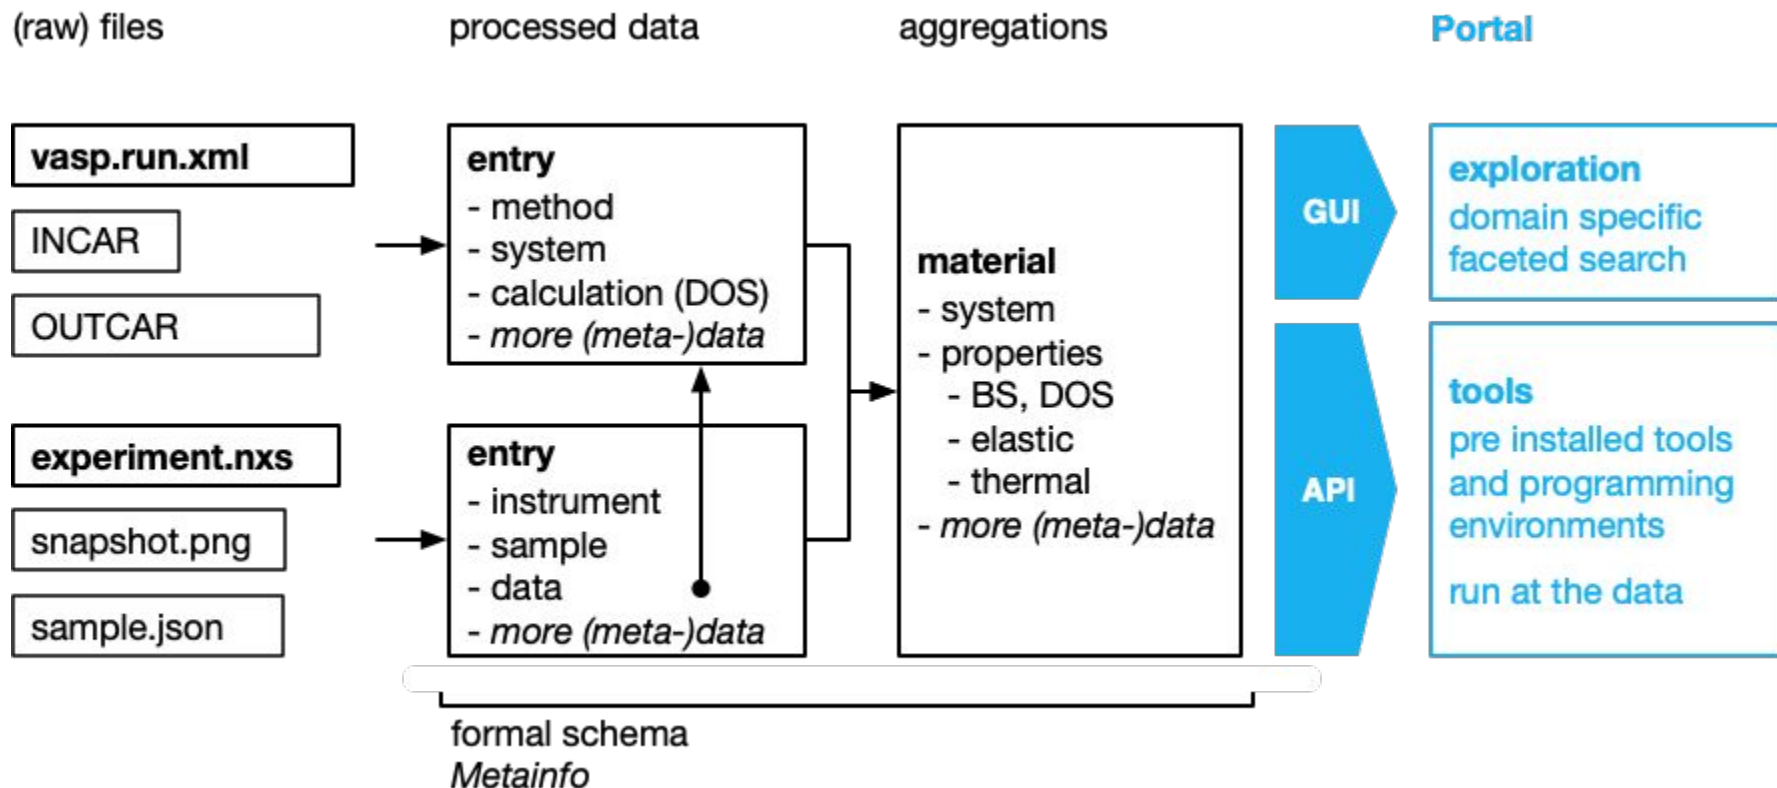 (raw) files
processed data
aggregations
Portal
vasp.run.xml
INCAR
OUTCAR
experiment.nxs
snapshot.png
sample.json
entry
- method
- system
- calculation (DOS)
- more (meta-)data
entry
- instrument
- sample
- data
- more (meta-)data
material
- system
- properties
- BS, DOS
- elastic
- thermal
- more (meta-)data
GUI
API
exploration
domain specific
faceted search
tools
pre installed tools
and programming
environments
run at the data
formal schema
Metainfo